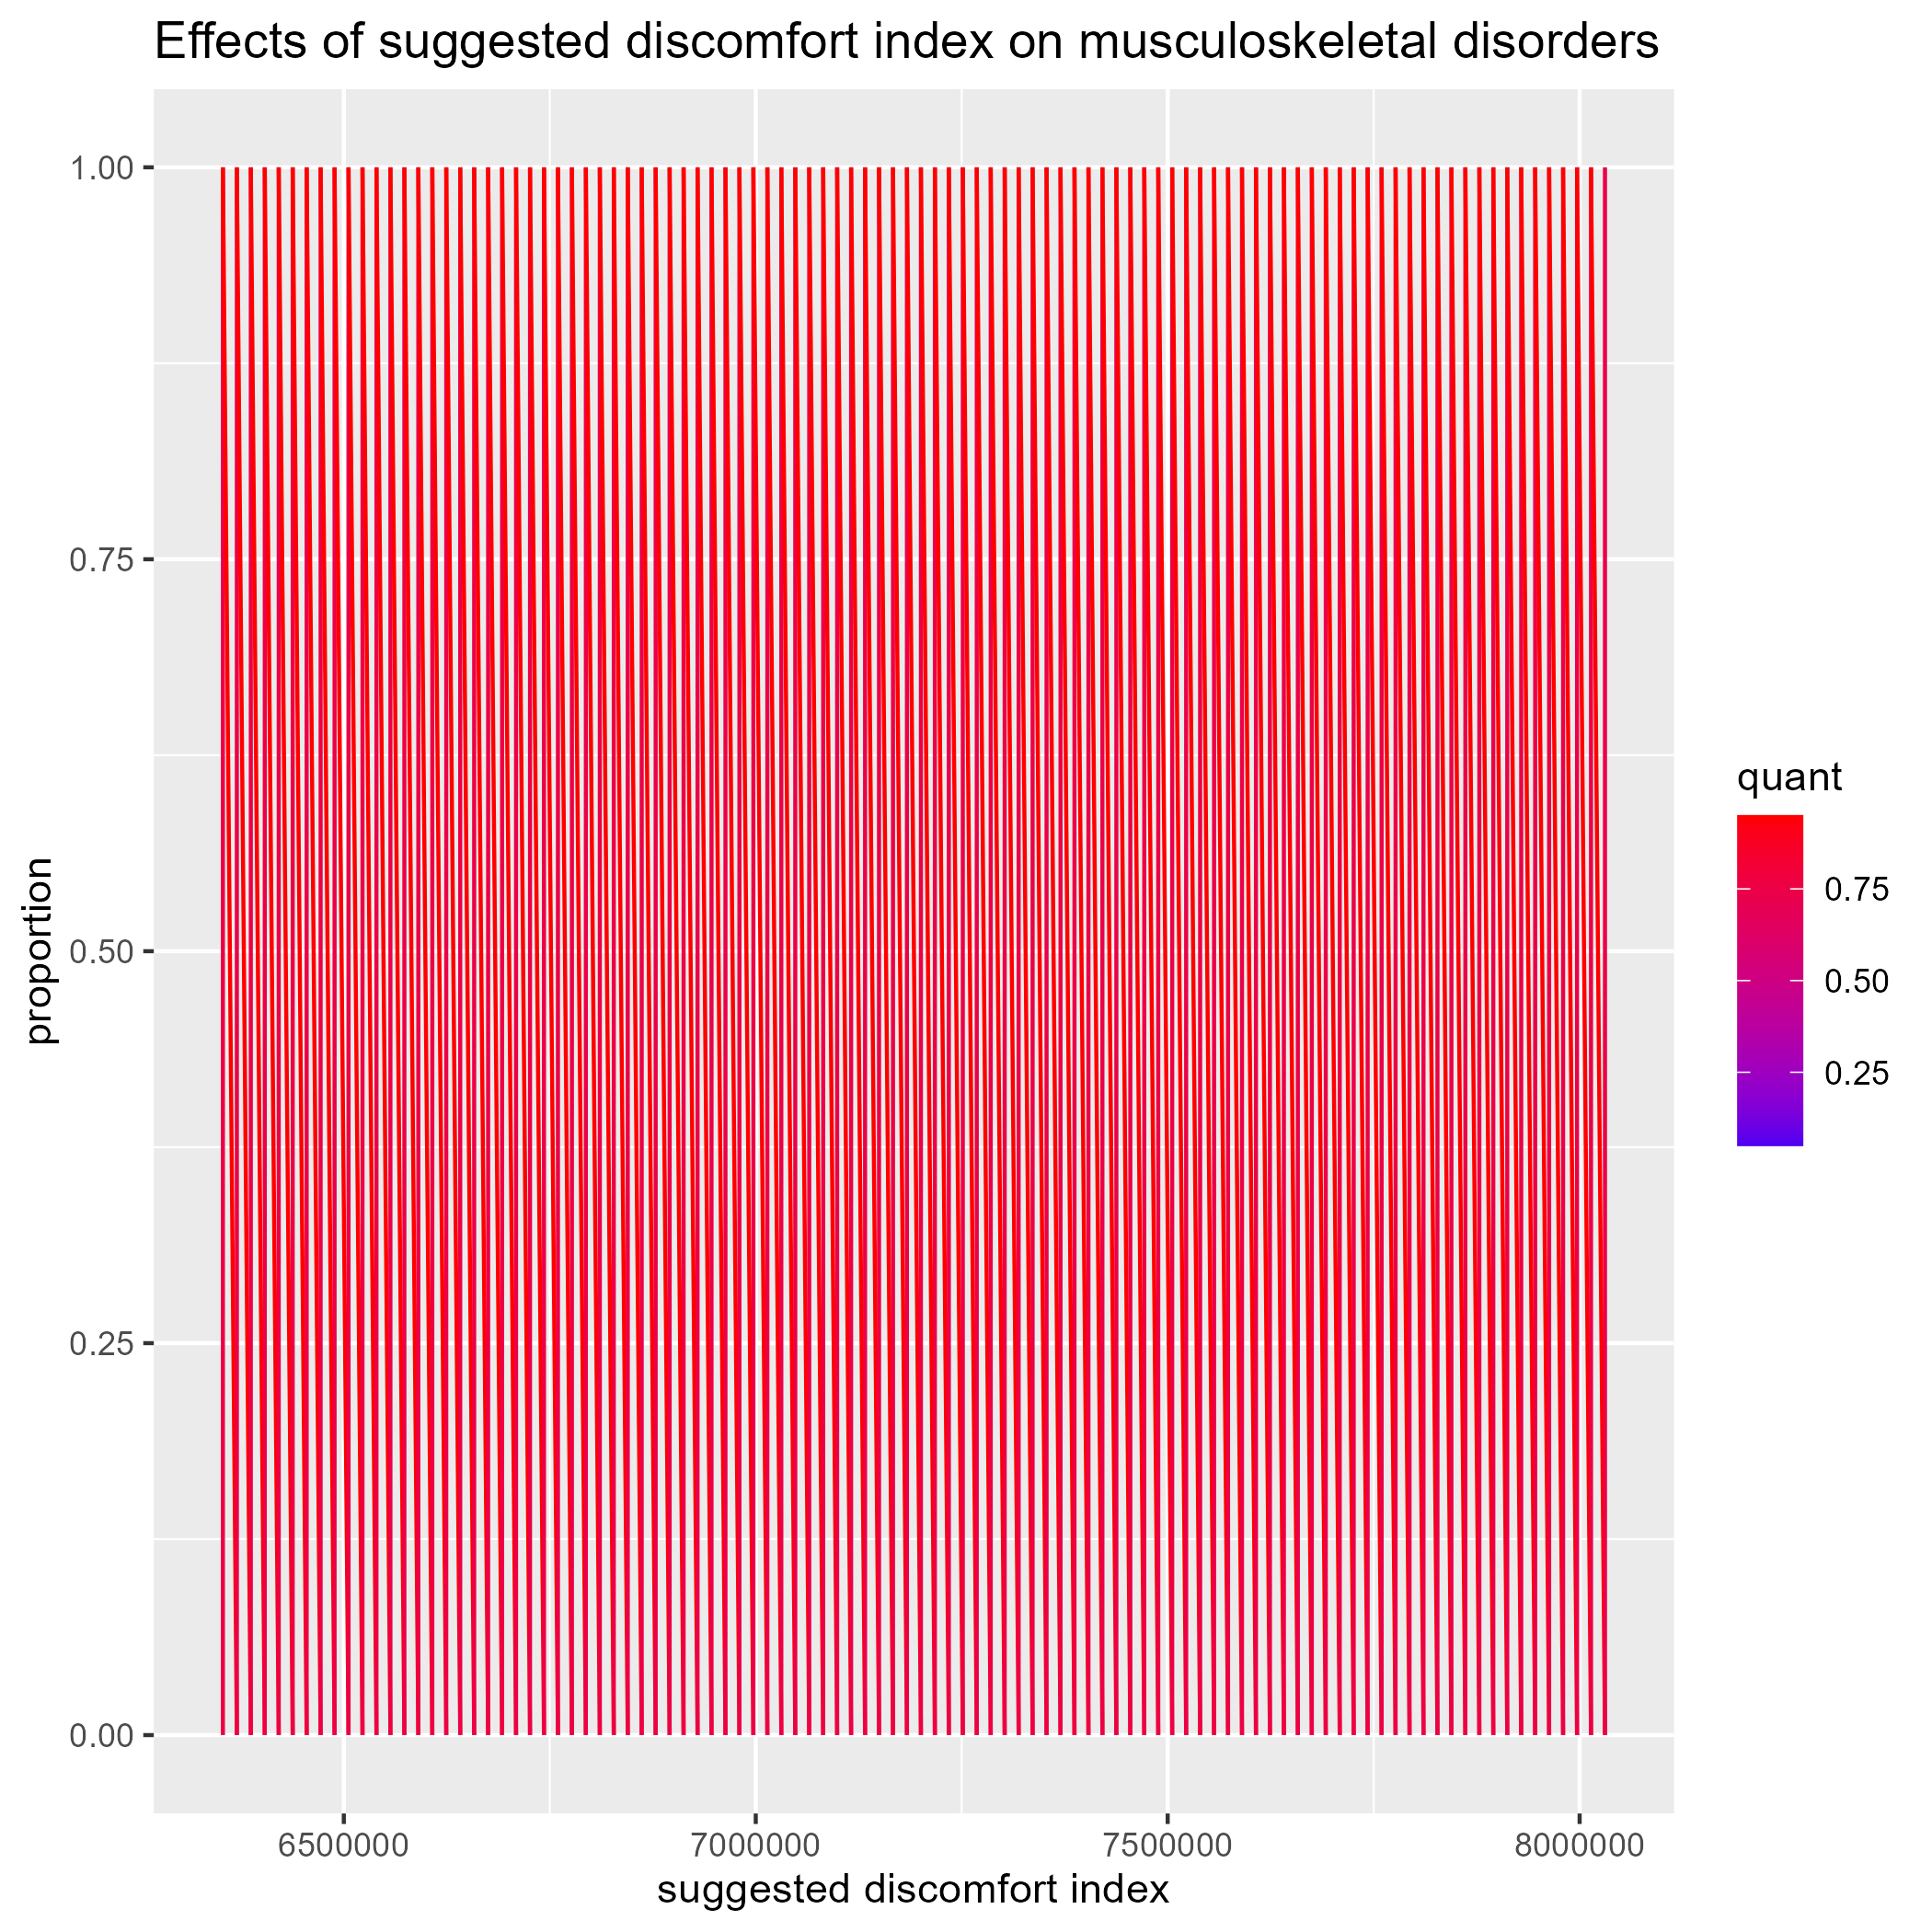 Effects of suggested discomfort index on musculoskeletal disorders
1.00
0.75
0.50
0.25
0.00
proportion
6500000 7000000 7500000 8000000
suggested discomfort index
quant
0.75
0.50
0.25